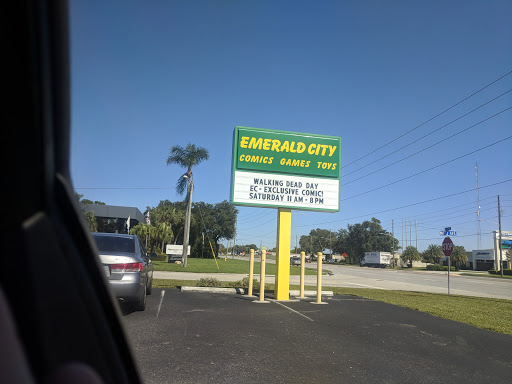 EMERALD CITY
COMICS GAMES TOYS
WALKING DEAD DAY
EC-EXCLUSIVE COMIC!
SATURDAY 11 AM - 8 PM